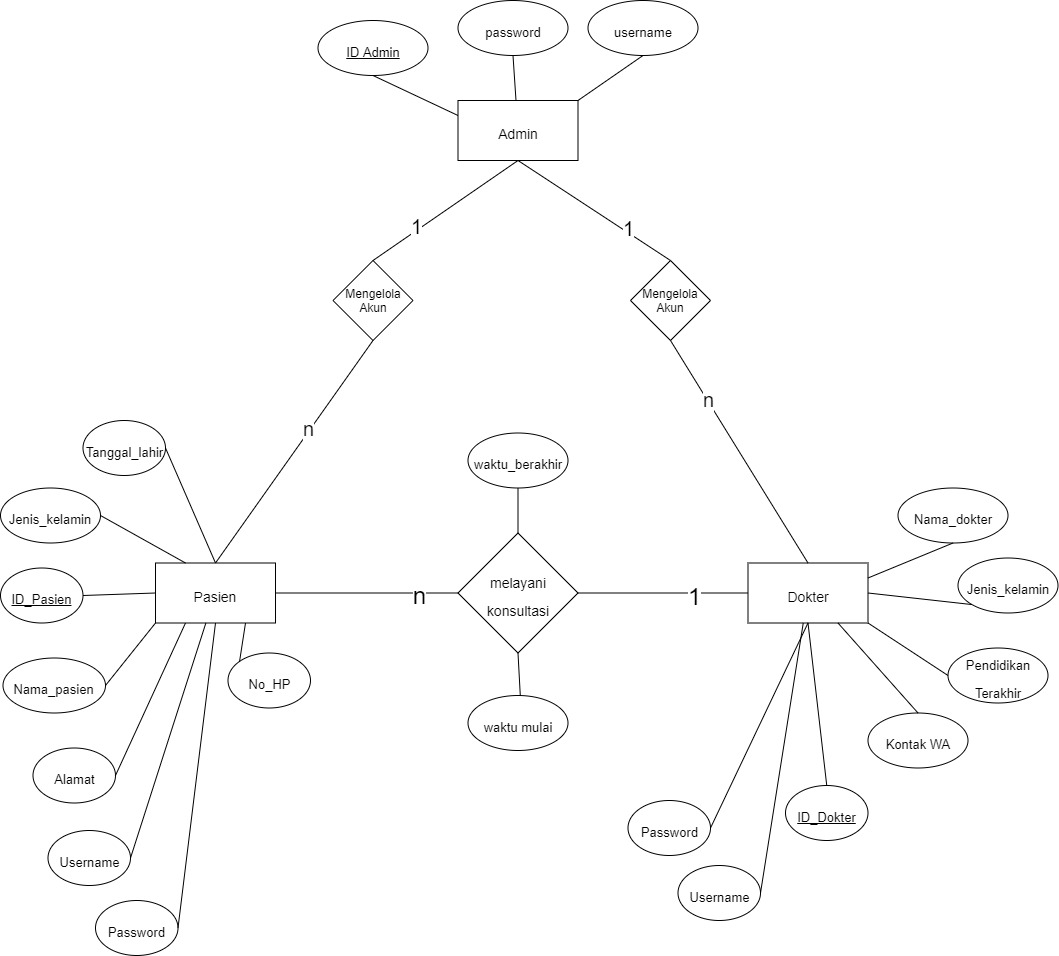 ID Admin
password
username
Admin
1
1
Mengelola
Akun
Mengelola
Akun
n
n
Tanggal_lahir
waktu_berakhir
Jenis_kelamin
Nama_dokter
ID_Pasien
Pasien
n
melayani
konsultasi
1
Dokter
Jenis_kelamin
Nama_pasien
No_HP
Pendidikan
Terakhir
waktu mulai
Kontak WA
Alamat
ID_Dokter
Password
Username
Username
Password